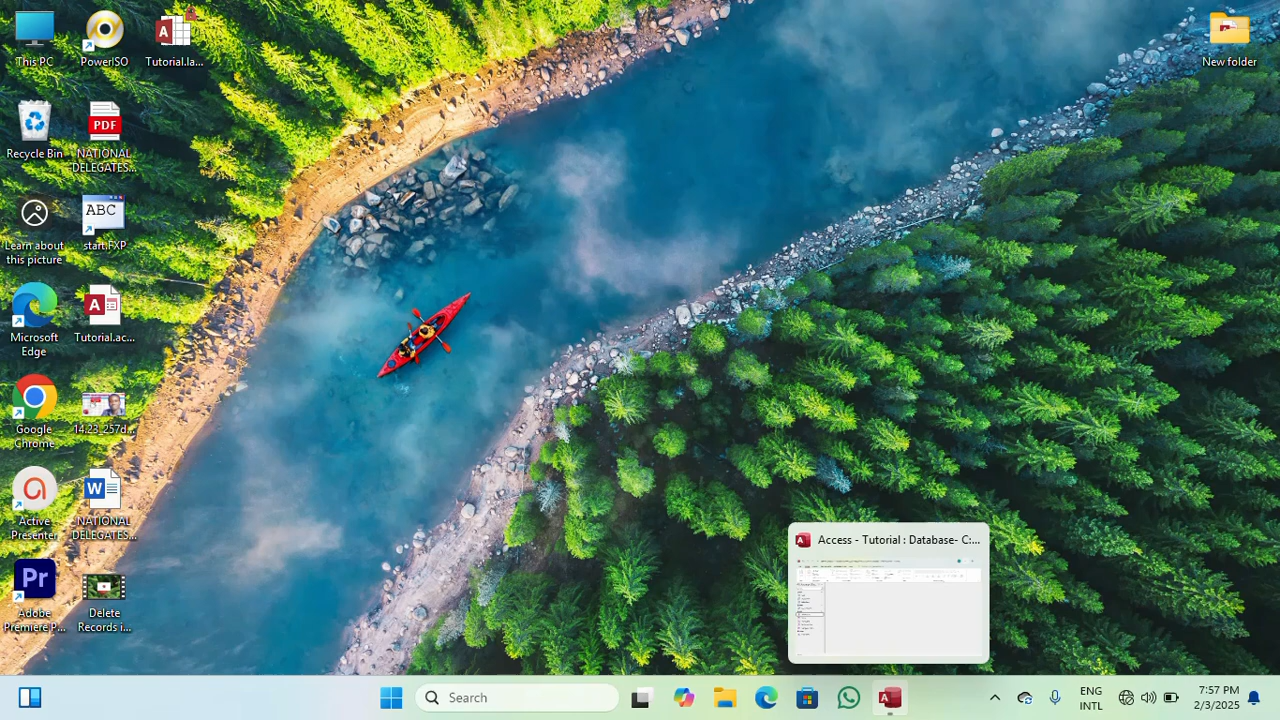 This PC
PowerISO
Tutorial.la...
New folder
Recycle Bin
PDF
NATIONAL
DELEGATES...
Learn about
this picture
ABC
start.FXP
Microsoft
Edge
Tutorial.ac...
Google
Chrome
14.23_257d...
Active
Presenter
NATIONAL
DELEGATES...
Adobe
Premiere P...
Delete
Records i...
Access - Tutorial : Database- C:...
Search
ENG
INTL
7:57 PM
2/3/2025